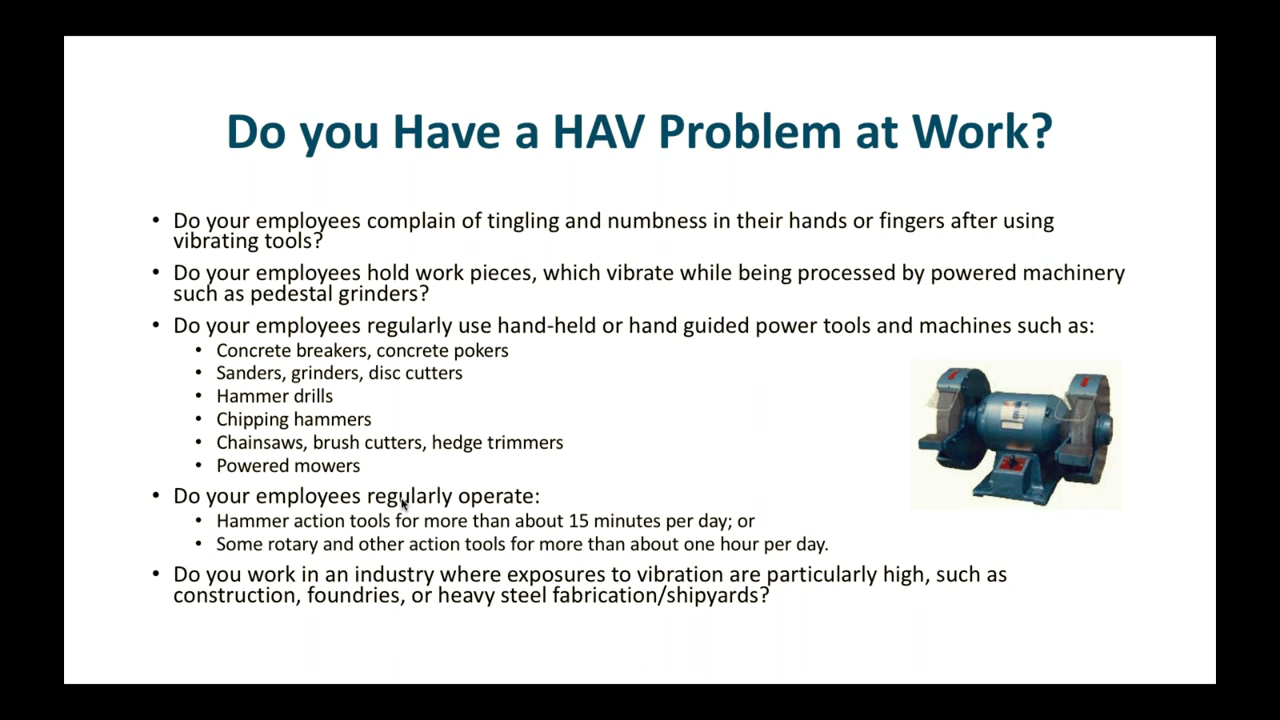 Do you Have a HAV Problem at Work?
• Do your employees complain of tingling and numbness in their hands or fingers after using
vibrating tools?
• Do your employees hold work pieces, which vibrate while being processed by powered machinery
such as pedestal grinders?
• Do your employees regularly use hand-held or hand guided power tools and machines such as:
• Concrete breakers, concrete pokers
• Sanders, grinders, disc cutters
• Hammer drills
• Chipping hammers
• Chainsaws, brush cutters, hedge trimmers
• Powered mowers
• Do your employees regularly operate:
• Hammer action tools for more than about 15 minutes per day; or
• Some rotary and other action tools for more than about one hour per day.
• Do you work in an industry where exposures to vibration are particularly high, such as
construction, foundries, or heavy steel fabrication/shipyards?